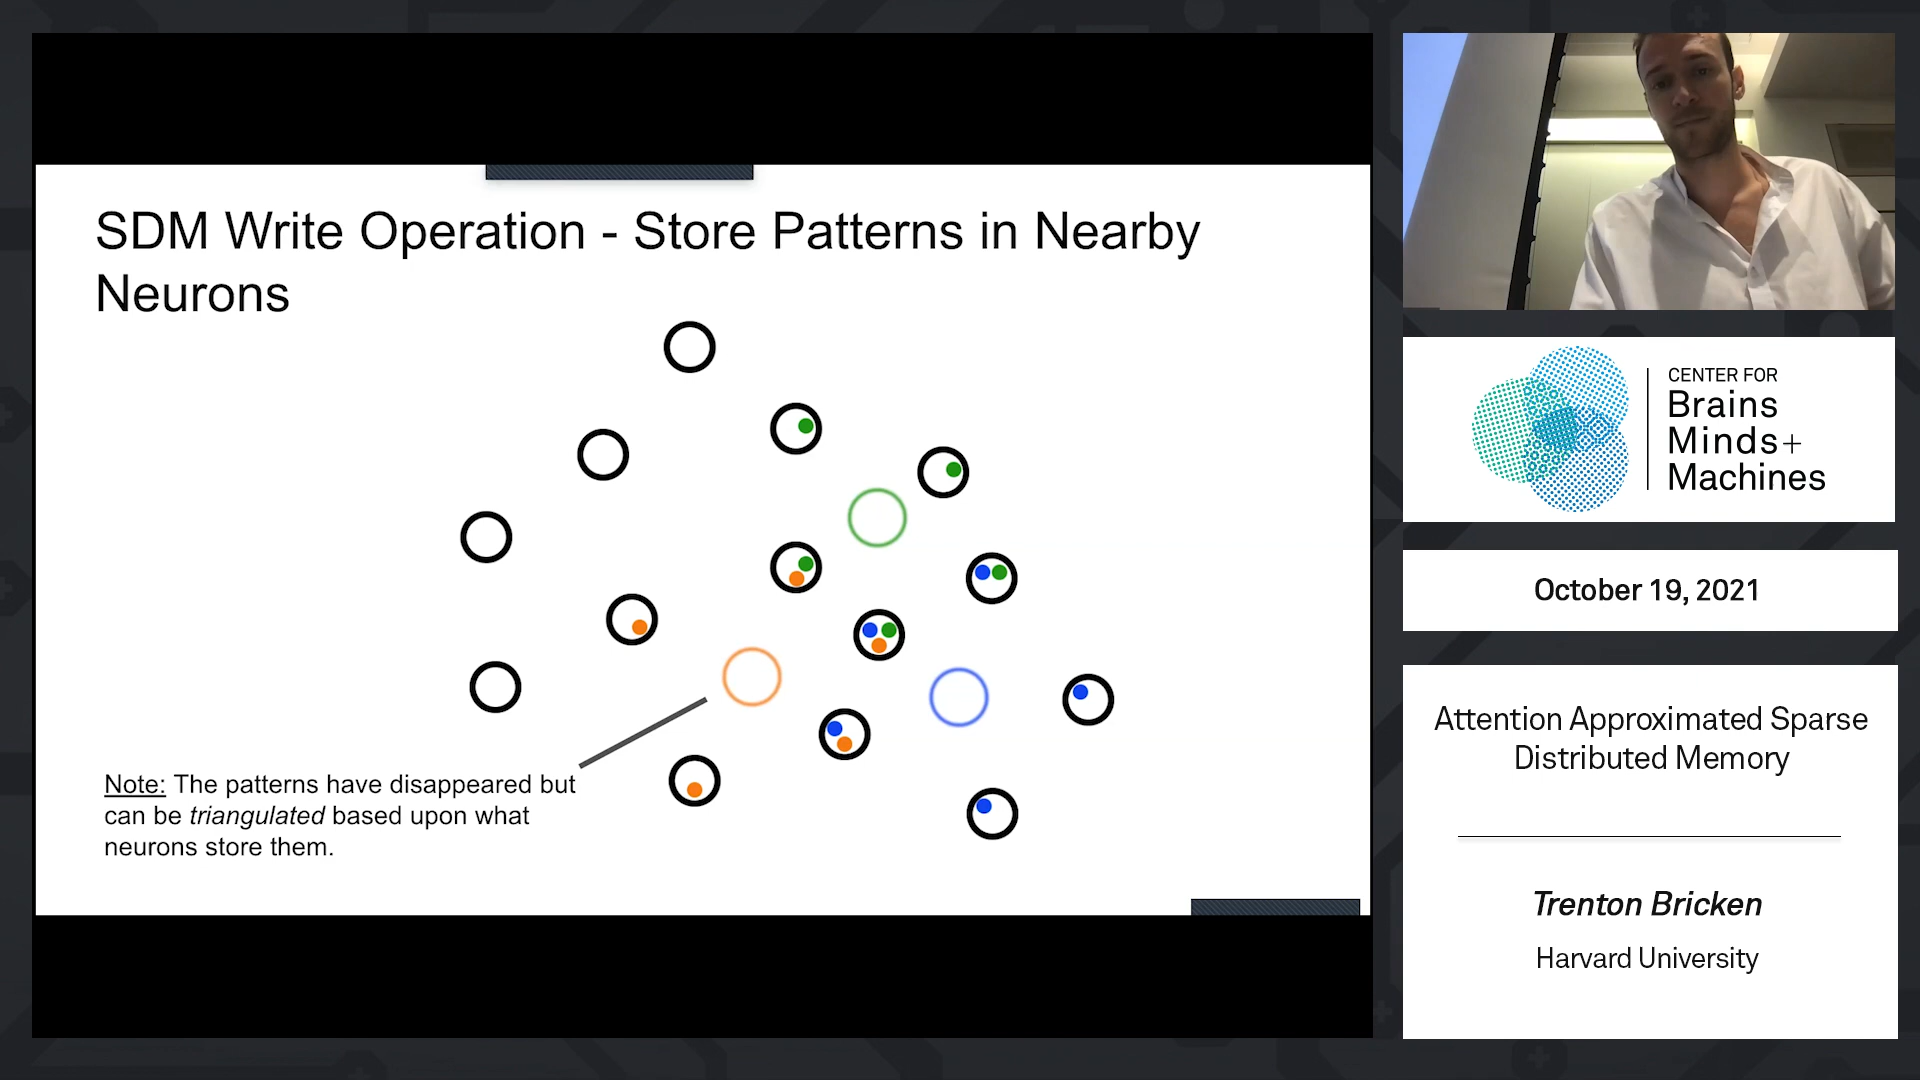 SDM Write Operation - Store Patterns in Nearby
Neurons
Note: The patterns have disappeared but
can be triangulated based upon what
neurons store them.
CENTER FOR
Brains
Minds+
Machines
October 19, 2021
Attention Approximated Sparse
Distributed Memory
Trenton Bricken
Harvard University